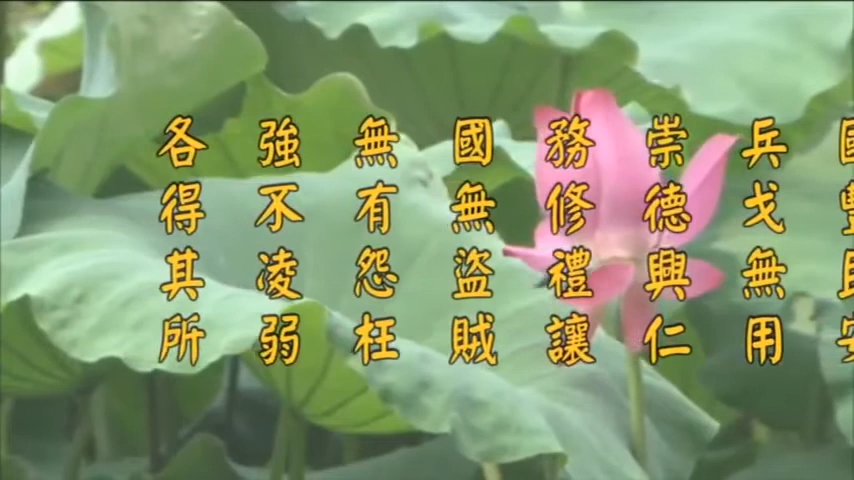 兵戈無用
崇德興仁
務修禮讓
國無盜賊
無有怨枉
強不凌弱
各得其所